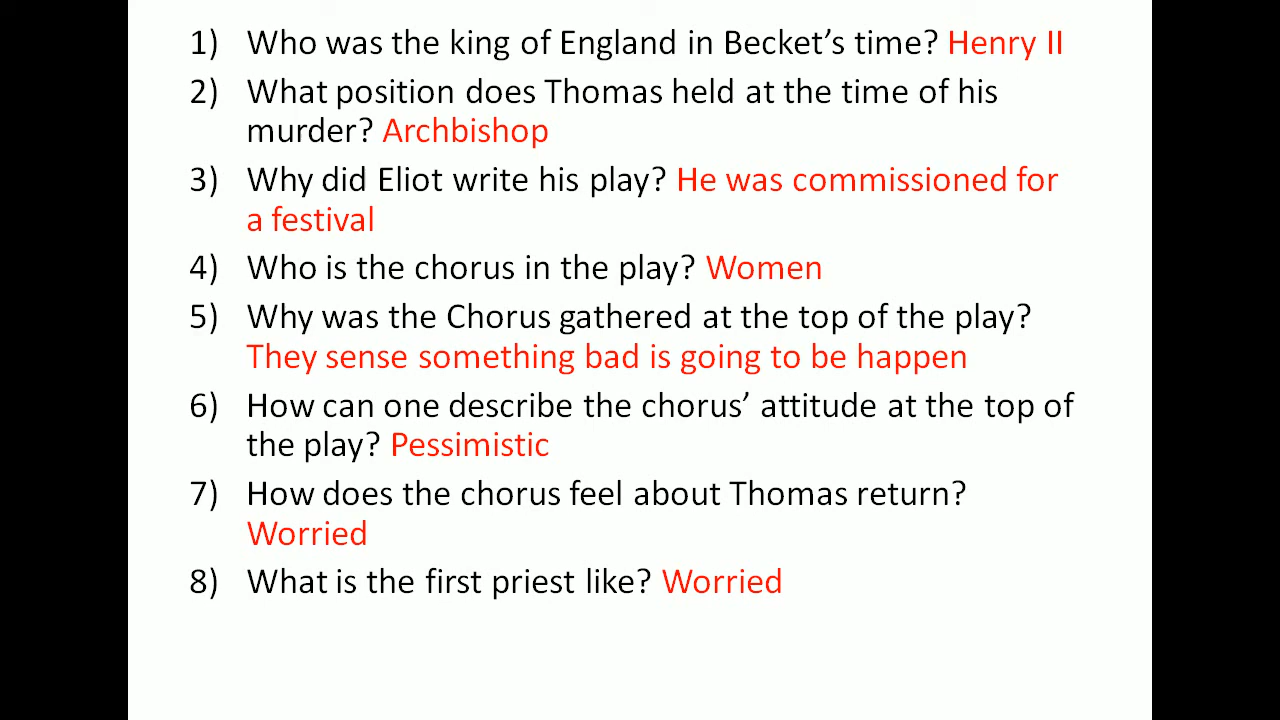 1) Who was the king of England in Becket’s time? Henry II
2) What position does Thomas held at the time of his
murder? Archbishop
3) Why did Eliot write his play? He was commissioned for
a festival
4) Who is the chorus in the play? Women
5) Why was the Chorus gathered at the top of the play?
They sense something bad is going to be happen
6) How can one describe the chorus’ attitude at the top of
the play? Pessimistic
7) How does the chorus feel about Thomas return?
Worried
8) What is the first priest like? Worried